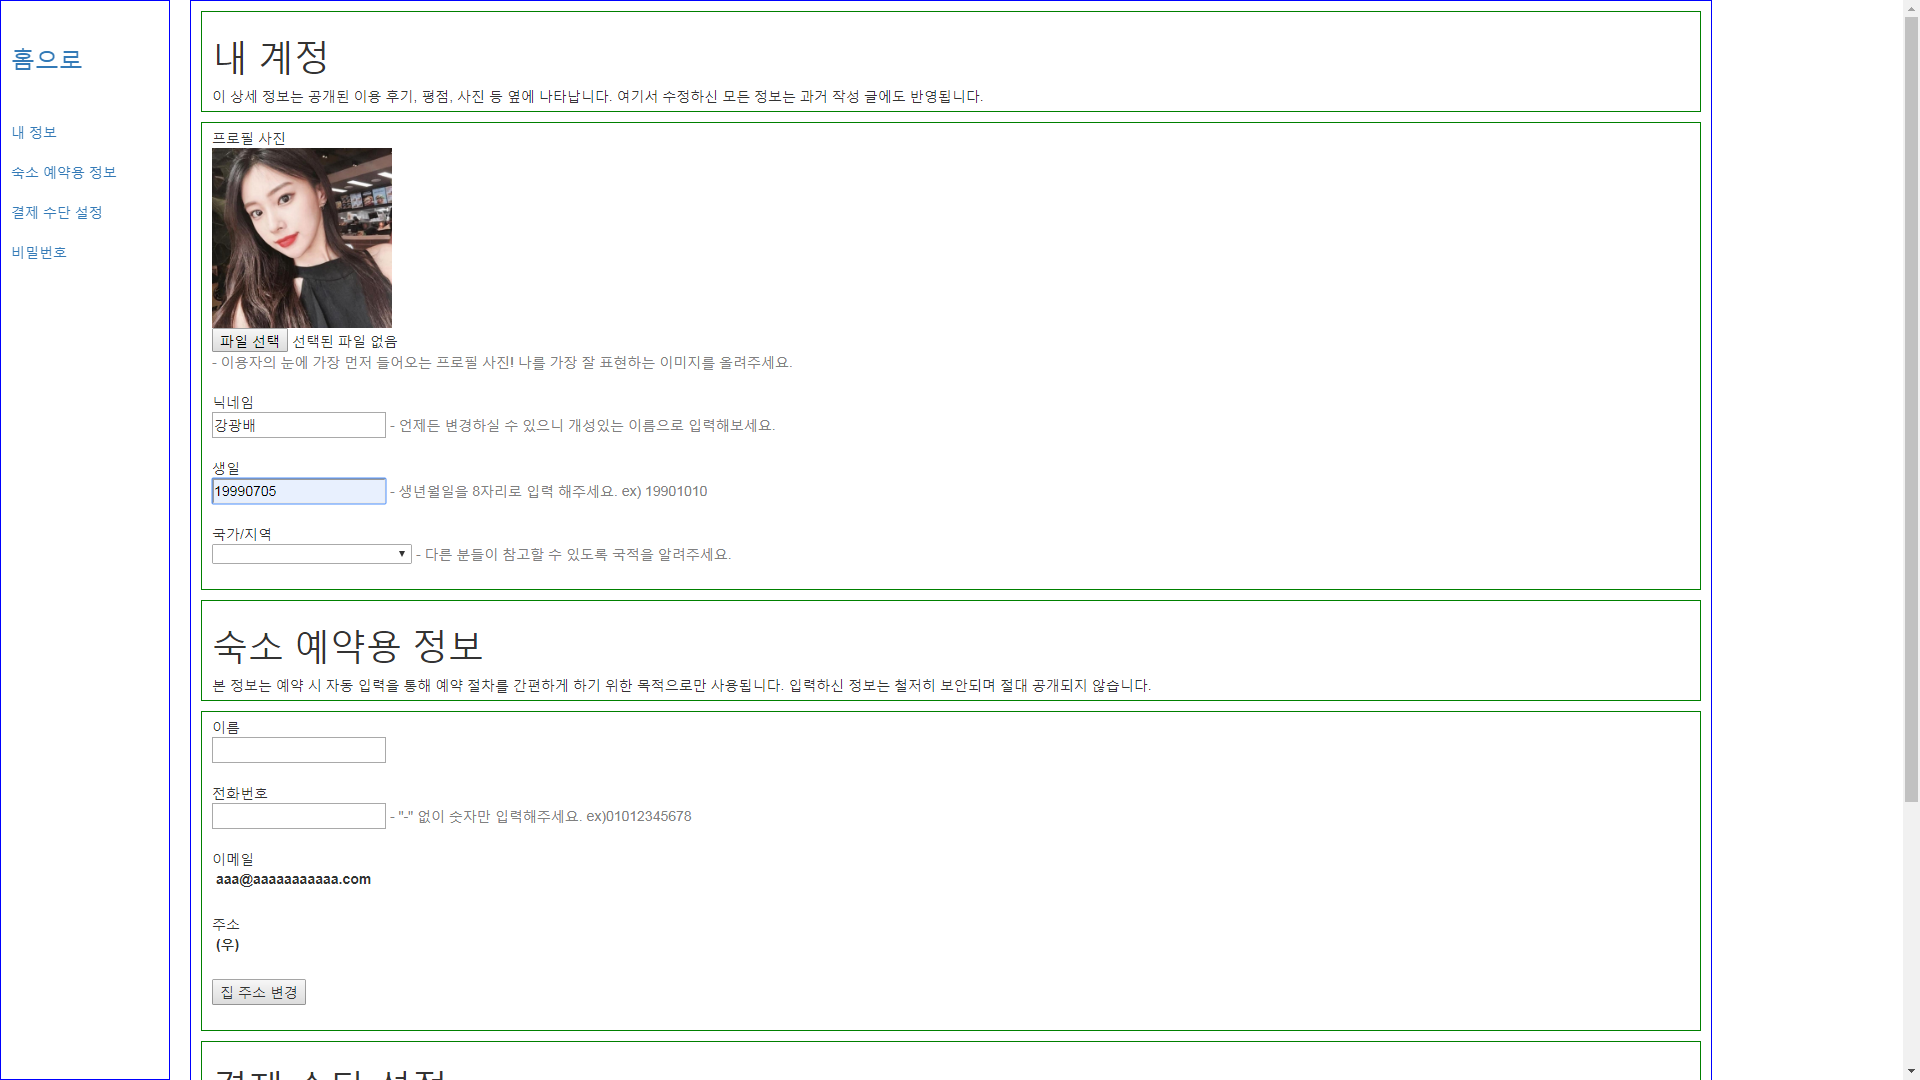 홈으로
내 정보
숙소 예약용 정보
결제 수단 설정
비밀번호
내 계정
이 상세 정보는 공개된 이용 후기, 평점, 사진 등 옆에 나타납니다. 여기서 수정하신 모든 정보는 과거 작성 글에도 반영됩니다.
프로필 사진
파일 선택 선택된 파일 없음
- 이용자의 눈에 가장 먼저 들어오는 프로필 사진! 나를 가장 잘 표현하는 이미지를 올려주세요.
닉네임
강광배 - 언제든 변경하실 수 있으니 개성있는 이름으로 입력해보세요.
생일
19990705 - 생년월일을 8자리로 입력 해주세요. ex) 19901010
국가/지역
- 다른 분들이 참고할 수 있도록 국적을 알려주세요.
숙소 예약용 정보
본 정보는 예약 시 자동 입력을 통해 예약 절차를 간편하게 하기 위한 목적으로만 사용됩니다. 입력하신 정보는 철저히 보안되며 절대 공개되지 않습니다.
이름
전화번호
- "-" 없이 숫자만 입력해주세요. ex)01012345678
이메일
aaa@aaaaaaaaaaa.com
주소
(우)
집 주소 변경
결제 수단 설정